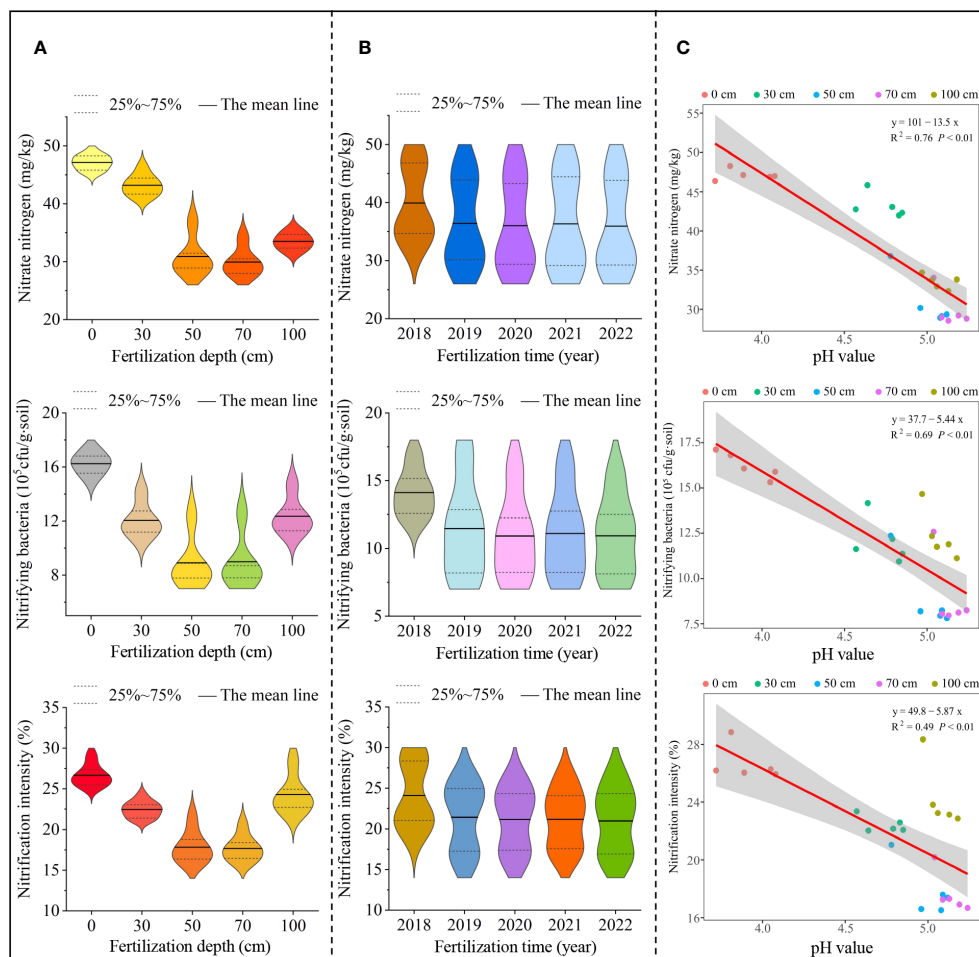 A
B
C
25%~75%
The mean line
50
40
30
20
Nitrate nitrogen (mg/kg)
0
30
50
70
100
Fertilization depth (cm)
25%~75%
The mean line
50
40
30
20
Nitrate nitrogen (mg/kg)
2018
2019
2020
2021
2022
Fertilization time (year)
0 cm
30 cm
50 cm
70 cm
100 cm
y = 101 – 13.5 x
R² = 0.76 P < 0.01
55
50
45
40
35
30
Nitrate nitrogen (mg/kg)
4.0
4.5
5.0
pH value
25%~75%
The mean line
20
16
12
8
Nitrifying bacteria (10⁵ cfu/g·soil)
0
30
50
70
100
Fertilization depth (cm)
25%~75%
The mean line
20
15
10
5
Nitrifying bacteria (10⁵ cfu/g·soil)
2018
2019
2020
2021
2022
Fertilization time (year)
0 cm
30 cm
50 cm
70 cm
100 cm
y = 37.7 – 5.44 x
R² = 0.69 P < 0.01
17.5
15.0
12.5
10.0
7.5
Nitrifying bacteria (10⁵ cfu/g·soil)
4.0
4.5
5.0
pH value
25%~75%
The mean line
35
30
25
20
15
10
Nitrification intensity (%)
0
30
50
70
100
Fertilization depth (cm)
25%~75%
The mean line
35
30
25
20
15
10
Nitrification intensity (%)
2018
2019
2020
2021
2022
Fertilization time (year)
0 cm
30 cm
50 cm
70 cm
100 cm
y = 49.8 – 5.87 x
R² = 0.49 P < 0.01
28
24
20
16
Nitrification intensity (%)
4.0
4.5
5.0
pH value